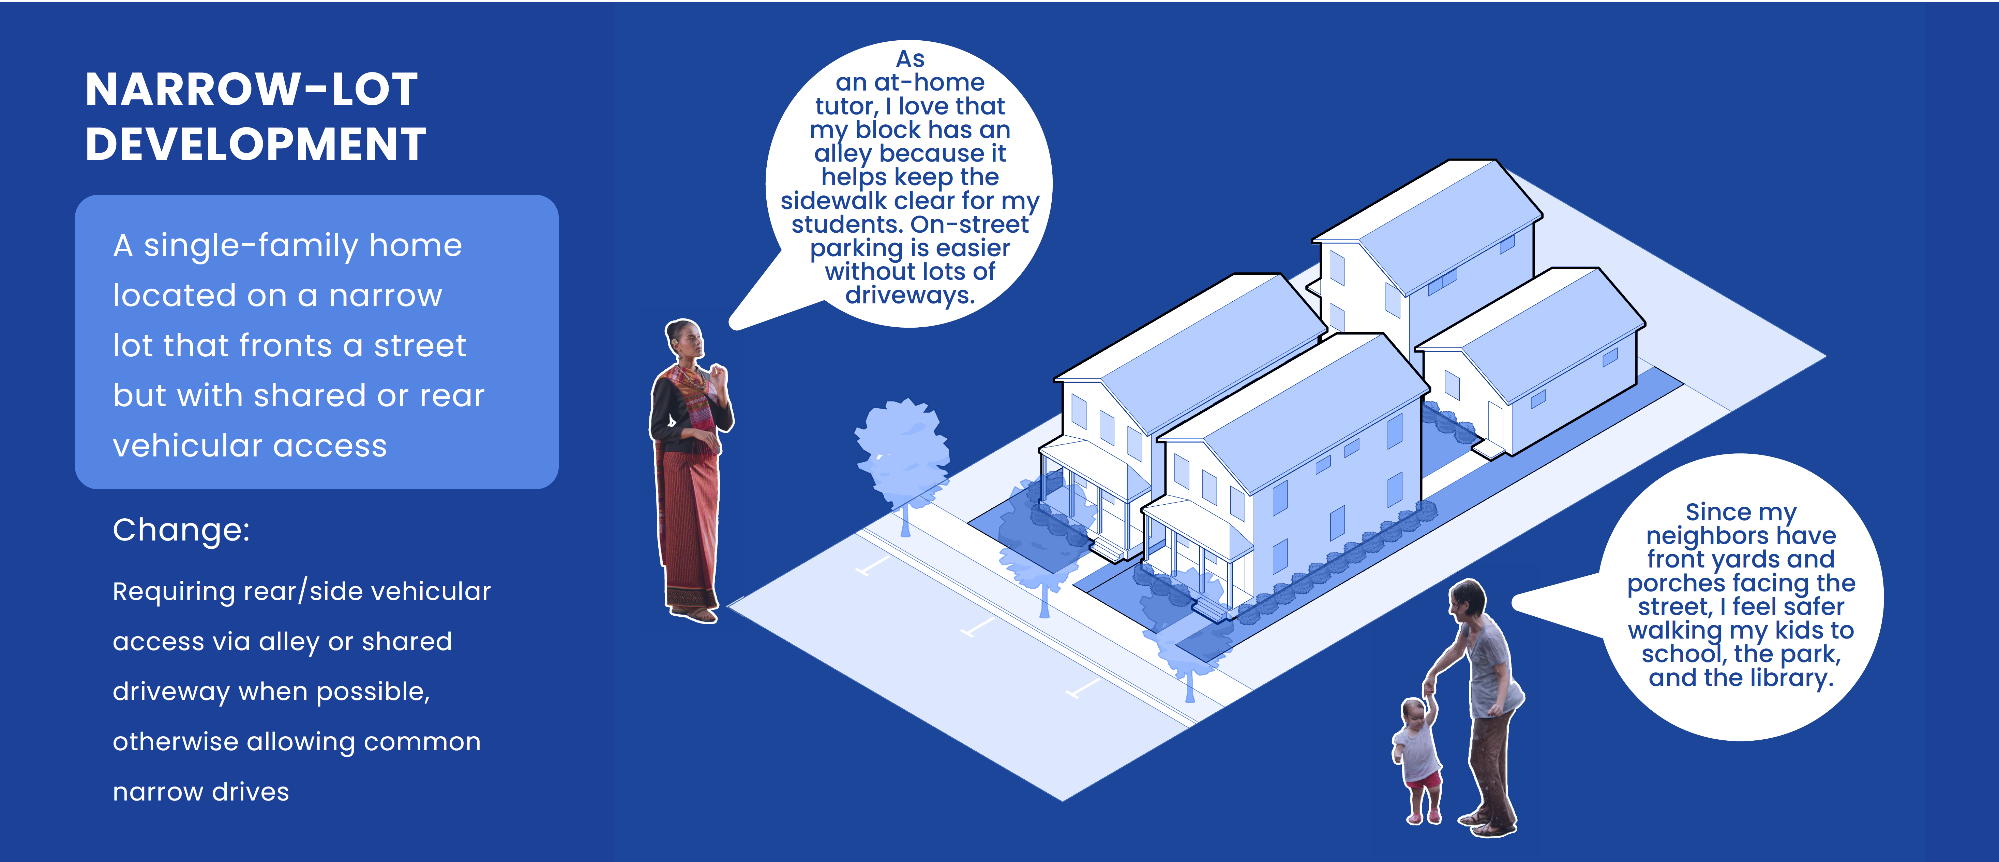 NARROW-LOT
DEVELOPMENT
A single-family home
located on a narrow
lot that fronts a street
but with shared or rear
vehicular access
Change:
Requiring rear/side vehicular
access via alley or shared
driveway when possible,
otherwise allowing common
narrow drives
As
an at-home
tutor, I love that
my block has an
alley because it
helps keep the
sidewalk clear for my
students. On-street
parking is easier
without lots of
driveways.
Since my
neighbors have
front yards and
porches facing the
street, I feel safer
walking my kids to
school, the park,
and the library.